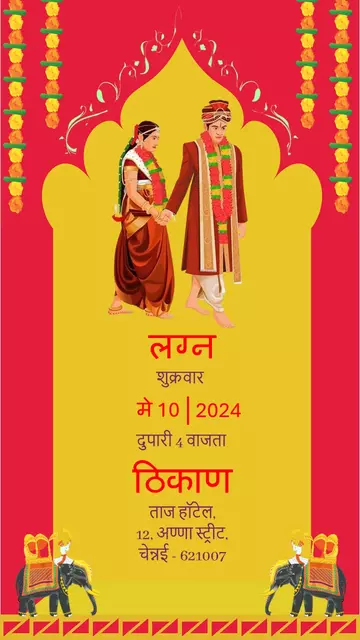 लग्न
शुक्रवार
मे 10 | 2024
दुपारी 4 वाजता
ठिकाण
ताज हॉटेल,
12, अण्णा स्ट्रीट,
चेन्नई - 621007